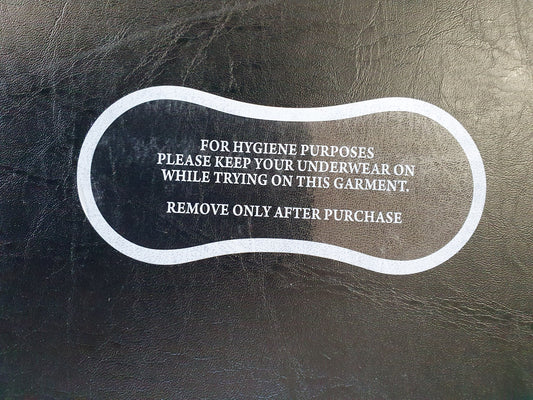 FOR HYGIENE PURPOSES
PLEASE KEEP YOUR UNDERWEAR ON
WHILE TRYING ON THIS GARMENT.
REMOVE ONLY AFTER PURCHASE